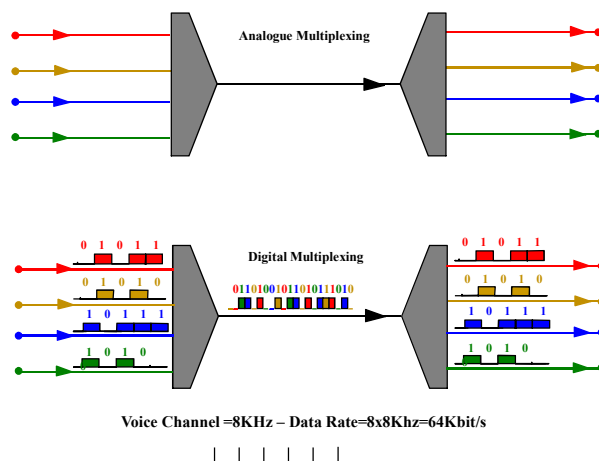 Analogue Multiplexing
0 1 0 1 1
Digital Multiplexing
0 1 0 1 1
0 1 0 1 0
0 1 0 1 0
1 0 1 1 1
1 0 1 1 1
1 0 1 0
1 0 1 0
Voice Channel =8KHz – Data Rate=8x8Khz=64Kbit/s